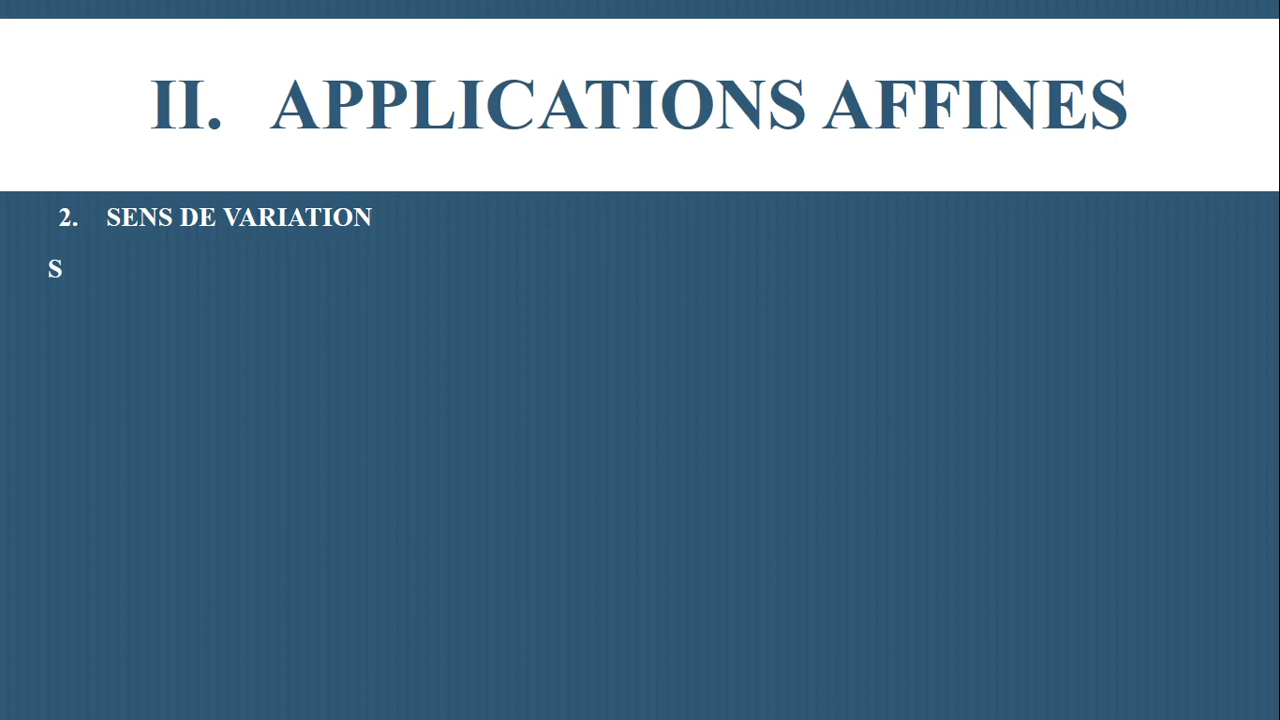 II. APPLICATIONS AFFINES
2. SENS DE VARIATION
S